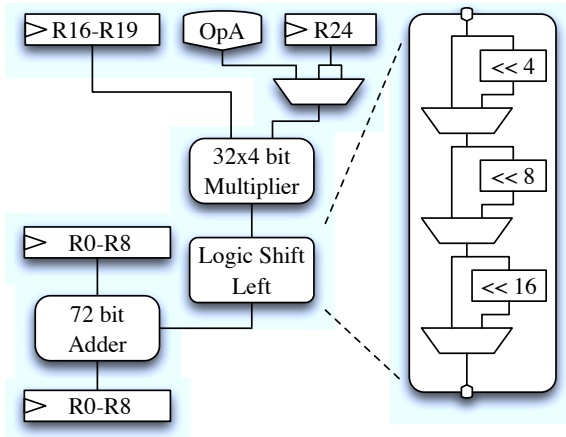 R16-R19
OpA
R24
32x4 bit
Multiplier
R0-R8
Logic Shift
Left
72 bit
Adder
R0-R8
<< 4
<< 8
<< 16